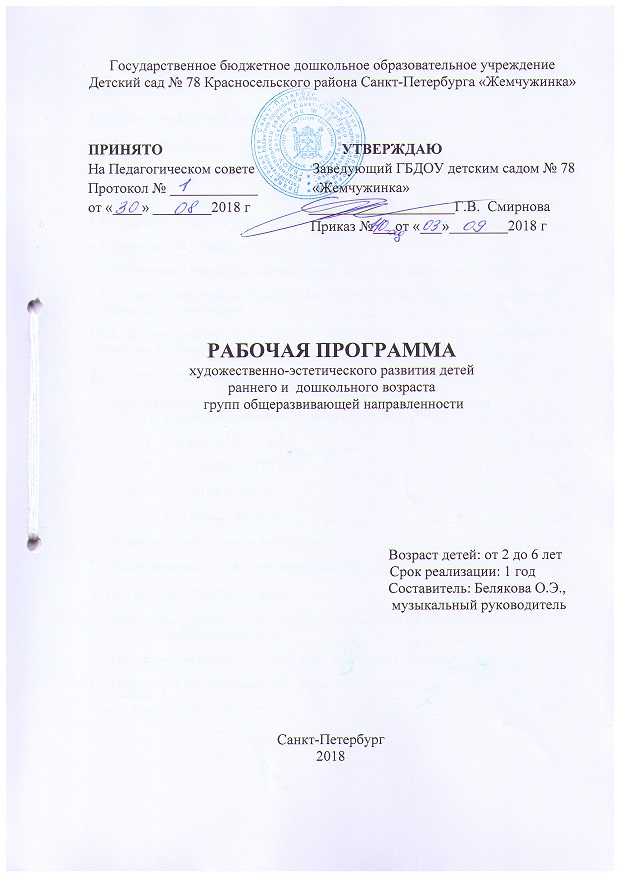 Государственное бюджетное дошкольное образовательное учреждение
Детский сад № 78 Красносельского района Санкт-Петербурга «Жемчужинка»
ПРИНЯТО УТВЕРЖДАЮ
На Педагогическом совете Заведующий ГБДОУ детским садом № 78
Протокол № 1 «Жемчужинка»
от «30» 08 2018 г Г.В. Смирнова
Приказ № от «03» 09 2018 г
РАБОЧАЯ ПРОГРАММА
художественно-эстетического развития детей
раннего и дошкольного возраста
групп общеразвивающей направленности
Возраст детей: от 2 до 6 лет
Срок реализации: 1 год
Составитель: Белякова О.Э.,
музыкальный руководитель
Санкт-Петербург
2018